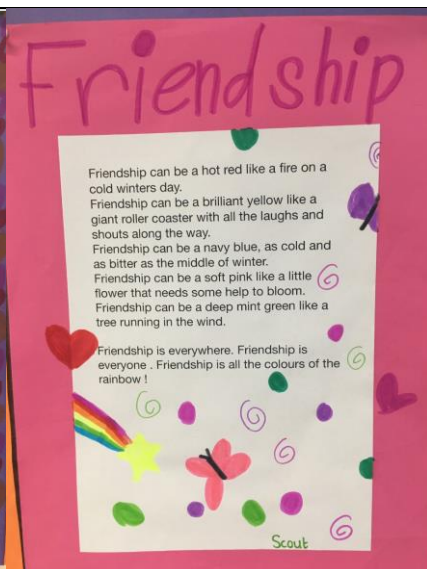 Friendship
Friendship can be a hot red like a fire on a
cold winters day.
Friendship can be a brilliant yellow like a
giant roller coaster with all the laughs and
shouts along the way.
Friendship can be a navy blue, as cold and
as bitter as the middle of winter.
Friendship can be a soft pink like a little
flower that needs some help to bloom.
Friendship can be a deep mint green like a
tree running in the wind.
Friendship is everywhere. Friendship is
everyone . Friendship is all the colours of the
rainbow !
Scout